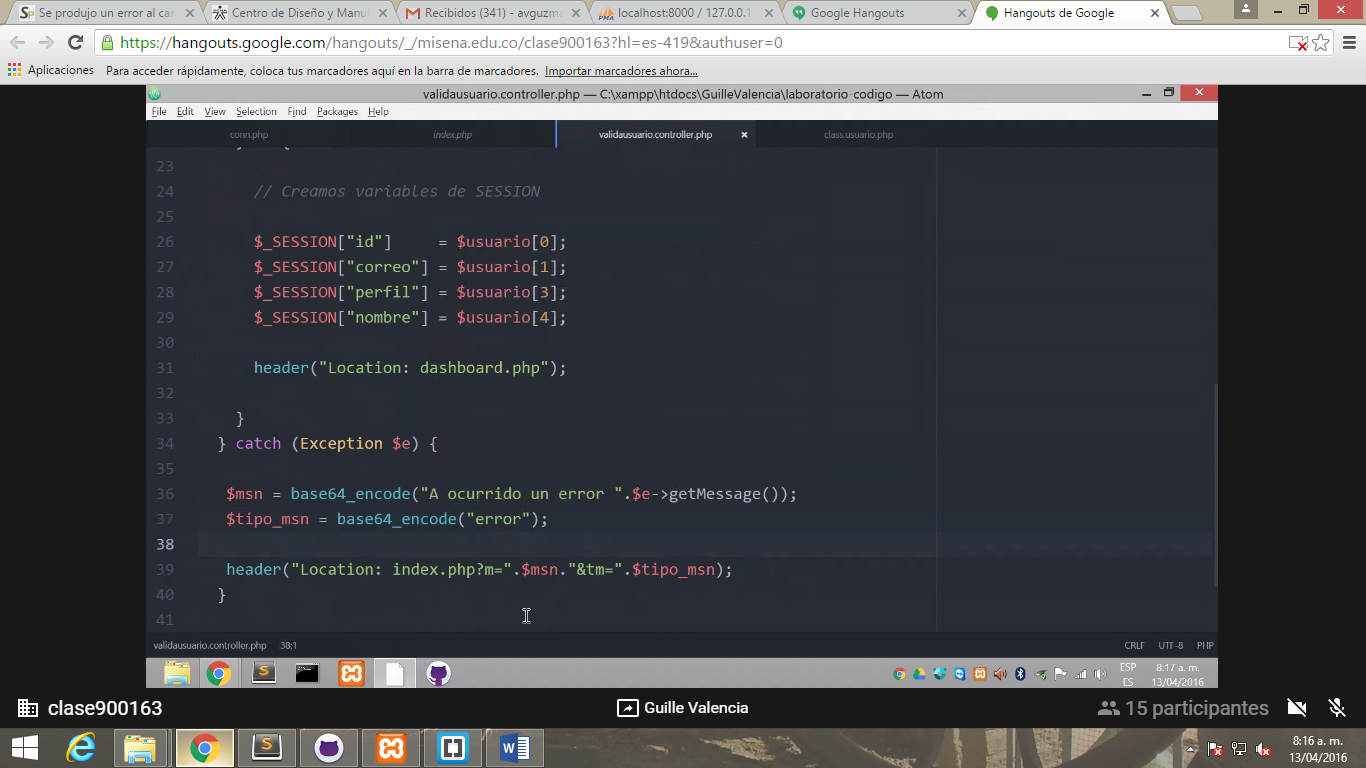 Se produjo un error al car
Centro de Diseño y Manu
Recibidos (341) - avguzma
localhost:8000 / 127.0.0.1
Google Hangouts
Hangouts de Google
https://hangouts.google.com/hangouts/_/misena.edu.co/clase900163?hl=es-419&authuser=0
Aplicaciones Para acceder rápidamente, coloca tus marcadores aquí en la barra de marcadores. Importar marcadores ahora...
validausuario.controller.php — C:\xampp\htdocs\GuilleValencia\laboratorio-codigo — Atom
File Edit View Selection Find Packages Help
conn.php index.php validausuario.controller.php class.usuario.php
23
24 // Creamos variables de SESSION
25
26 $_SESSION["id"] = $usuario[0];
27 $_SESSION["correo"] = $usuario[1];
28 $_SESSION["perfil"] = $usuario[3];
29 $_SESSION["nombre"] = $usuario[4];
30
31 header("Location: dashboard.php");
32
33 }
34 } catch (Exception $e) {
35
36 $msn = base64_encode("A ocurrido un error ".$e->getMessage());
37 $tipo_msn = base64_encode("error");
38
39 header("Location: index.php?m=".$msn."&tm=".$tipo_msn);
40 }
41
validausuario.controller.php 38:1 CRLF UTF-8 PHP
ESP
ES
8:17 a. m.
13/04/2016
clase900163
Guille Valencia
15 participantes
8:16 a. m.
13/04/2016